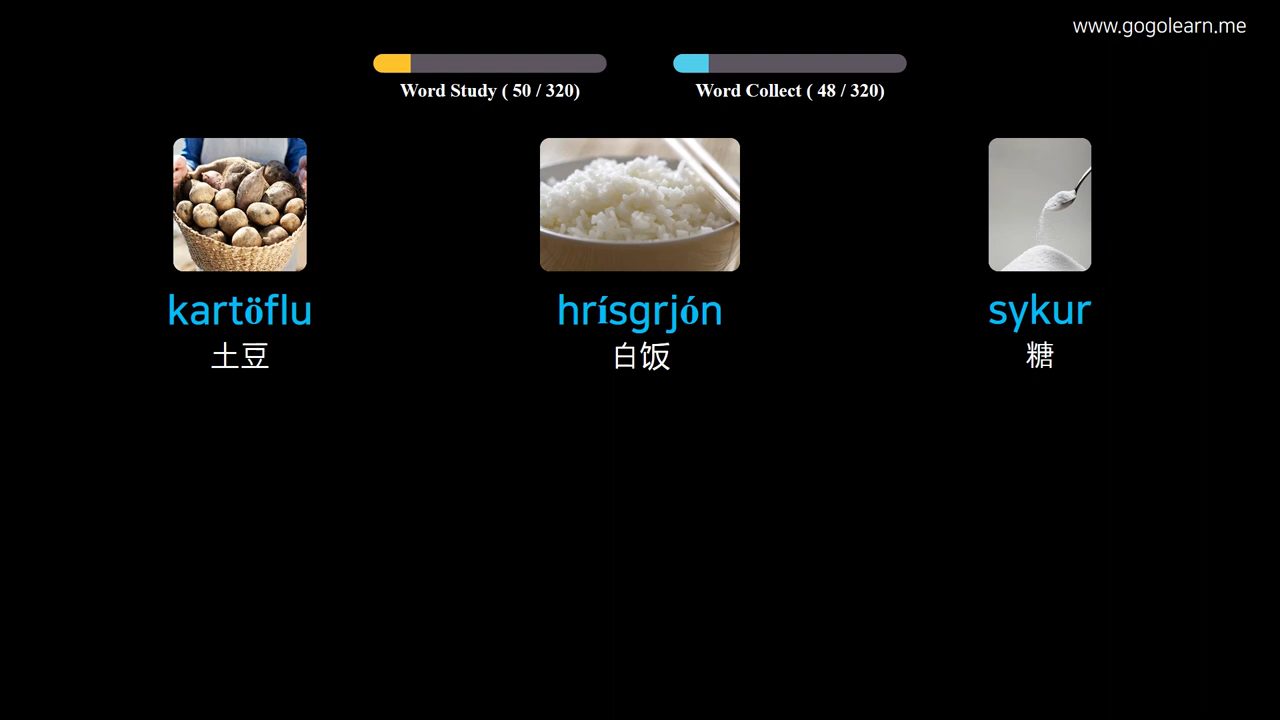 www.gogolearn.me
Word Study ( 50 / 320)
Word Collect ( 48 / 320)
kartöflu
土豆
hrísgrjón
白饭
sykur
糖